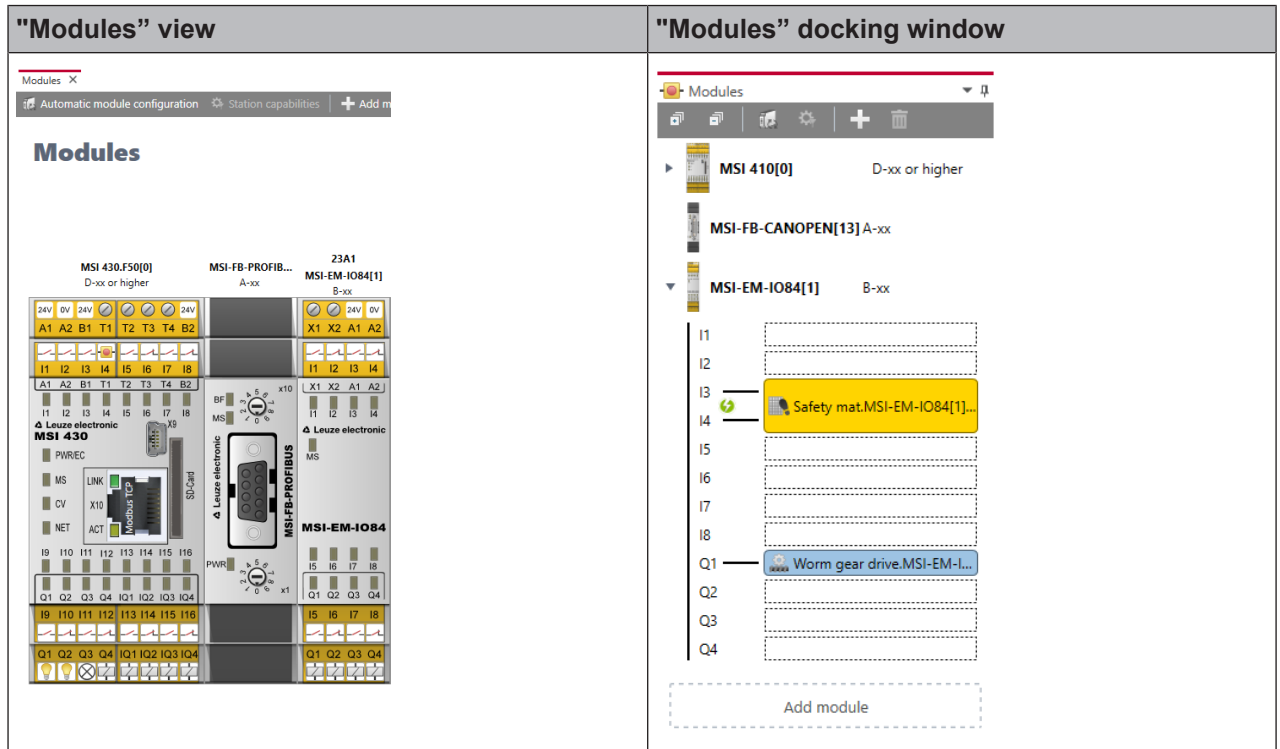 "Modules” view
"Modules” docking window
Modules
Automatic module configuration Station capabilities Add m
Modules
MSI 430.F50[0]
D-xx or higher
MSI-FB-PROFIB...
A-xx
23A1
MSI-EM-IO84[1]
B-xx
24V 0V 24V 24V
A1 A2 B1 T1 T2 T3 T4 B2
I1 I2 I3 I4 I5 I6 I7 I8
A1 A2 B1 T1 T2 T3 T4 B2
I1 I2 I3 I4 I5 I6 I7 I8
Leuze electronic
MSI 430
X9
PWR/EC
MS
CV
NET
LINK
X10
ACT
Modbus TCP
SD-Card
I9 I10 I11 I12 I13 I14 I15 I16
Q1 Q2 Q3 Q4 IQ1 IQ2 IQ3 IQ4
I9 I10 I11 I12 I13 I14 I15 I16
Q1 Q2 Q3 Q4 IQ1 IQ2 IQ3 IQ4
BF
MS
x10
Leuze electronic
MSI-FB-PROFIBUS
PWR
x1
24V 0V
X1 X2 A1 A2
I1 I2 I3 I4
X1 X2 A1 A2
I1 I2 I3 I4
Leuze electronic
MS
MSI-EM-IO84
I5 I6 I7 I8
Q1 Q2 Q3 Q4
I5 I6 I7 I8
Q1 Q2 Q3 Q4
Modules
MSI 410[0] D-xx or higher
MSI-FB-CANOPEN[13] A-xx
MSI-EM-IO84[1] B-xx
I1
I2
I3
Safety mat.MSI-EM-IO84[1]...
I4
I5
I6
I7
I8
Q1 Worm gear drive.MSI-EM-I...
Q2
Q3
Q4
Add module